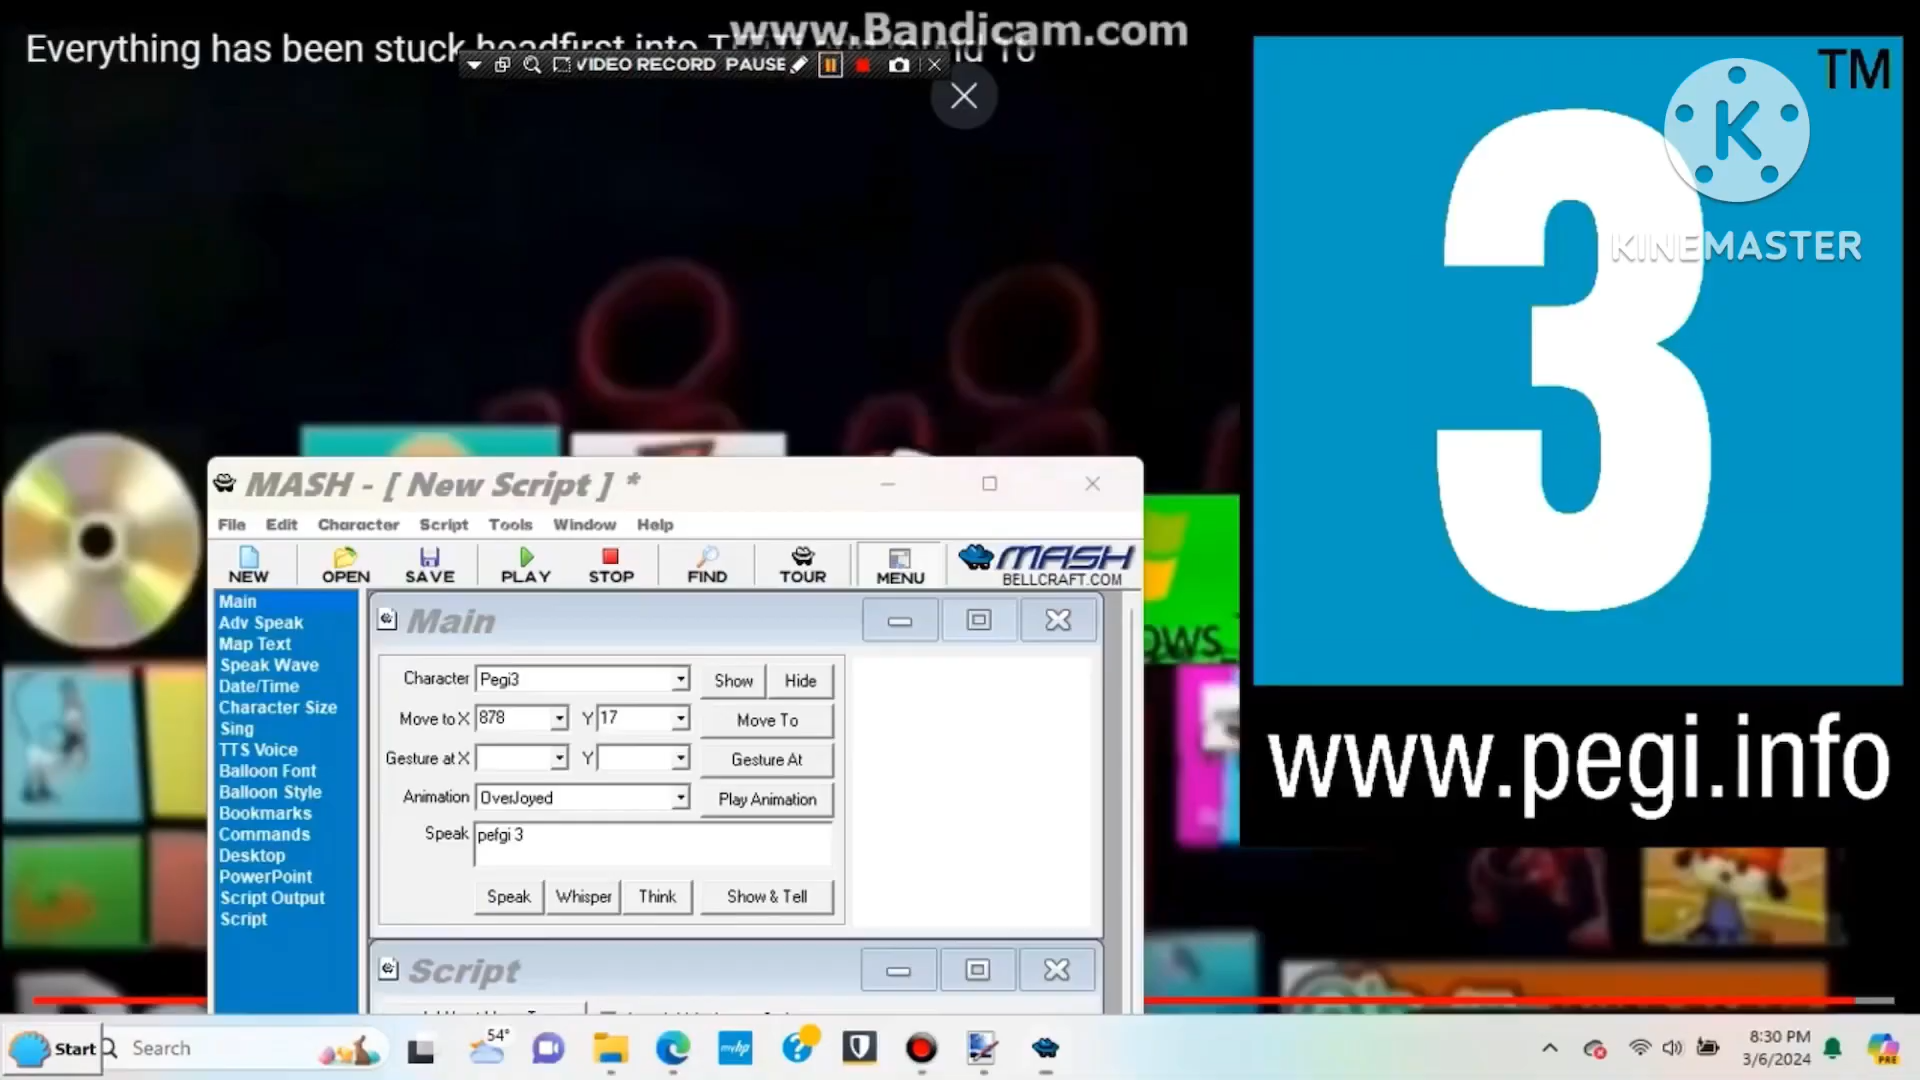 www.Bandicam.com
Everything has been stuck headfirst into
VIDEO RECORD PAUSE
TM
3
K
KINEMASTER
www.pegi.info
MASH - [ New Script ] *
File Edit Character Script Tools Window Help
NEW OPEN SAVE PLAY STOP FIND TOUR MENU MASH
BELLCRAFT.COM
Main
Adv Speak
Map Text
Speak Wave
Date/Time
Character Size
Sing
TTS Voice
Balloon Font
Balloon Style
Bookmarks
Commands
Desktop
PowerPoint
Script Output
Script
Main
Character Pegi3 Show Hide
Move to X 878 Y 17 Move To
Gesture at X Y Gesture At
Animation OverJoyed Play Animation
Speak pefgi 3
Speak Whisper Think Show & Tell
Script
Start Search 54° myhp
8:30 PM
3/6/2024
PRE